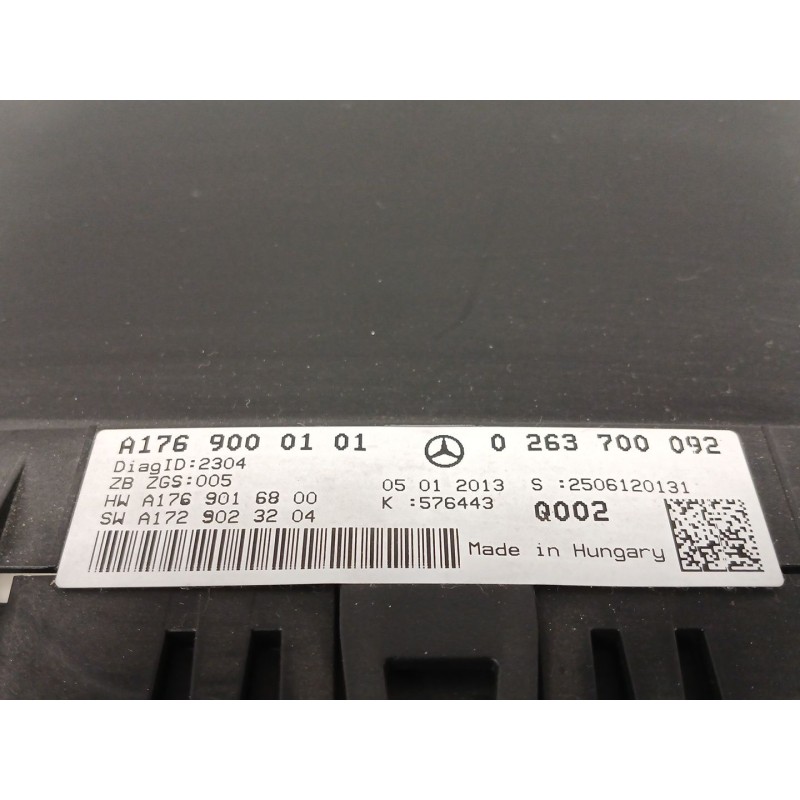 A176 900 01 01 0 263 700 092
DiagID:2304
ZB ZGS:005 05 01 2013 S :2506120131
HW A176 901 68 00 K :576443 Q002
SW A172 902 32 04
Made in Hungary